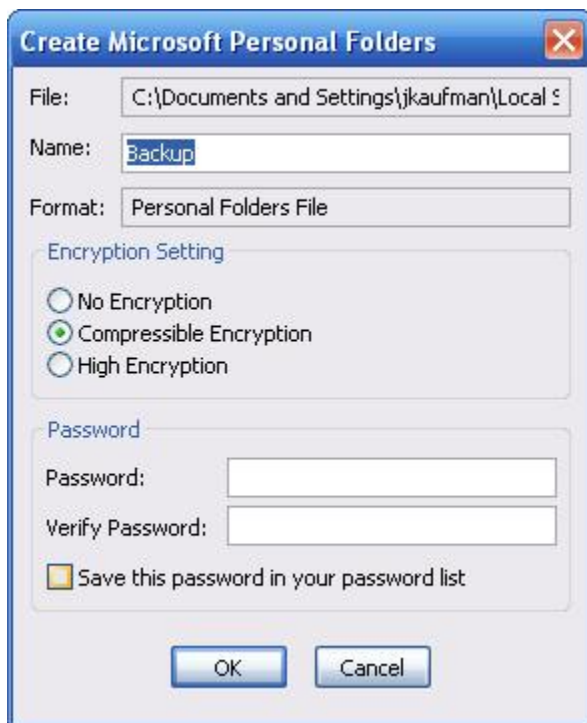 Create Microsoft Personal Folders
File: C:\Documents and Settings\jkaufman\Local S
Name: Backup
Format: Personal Folders File
Encryption Setting
No Encryption
Compressible Encryption
High Encryption
Password
Password:
Verify Password:
Save this password in your password list
OK Cancel